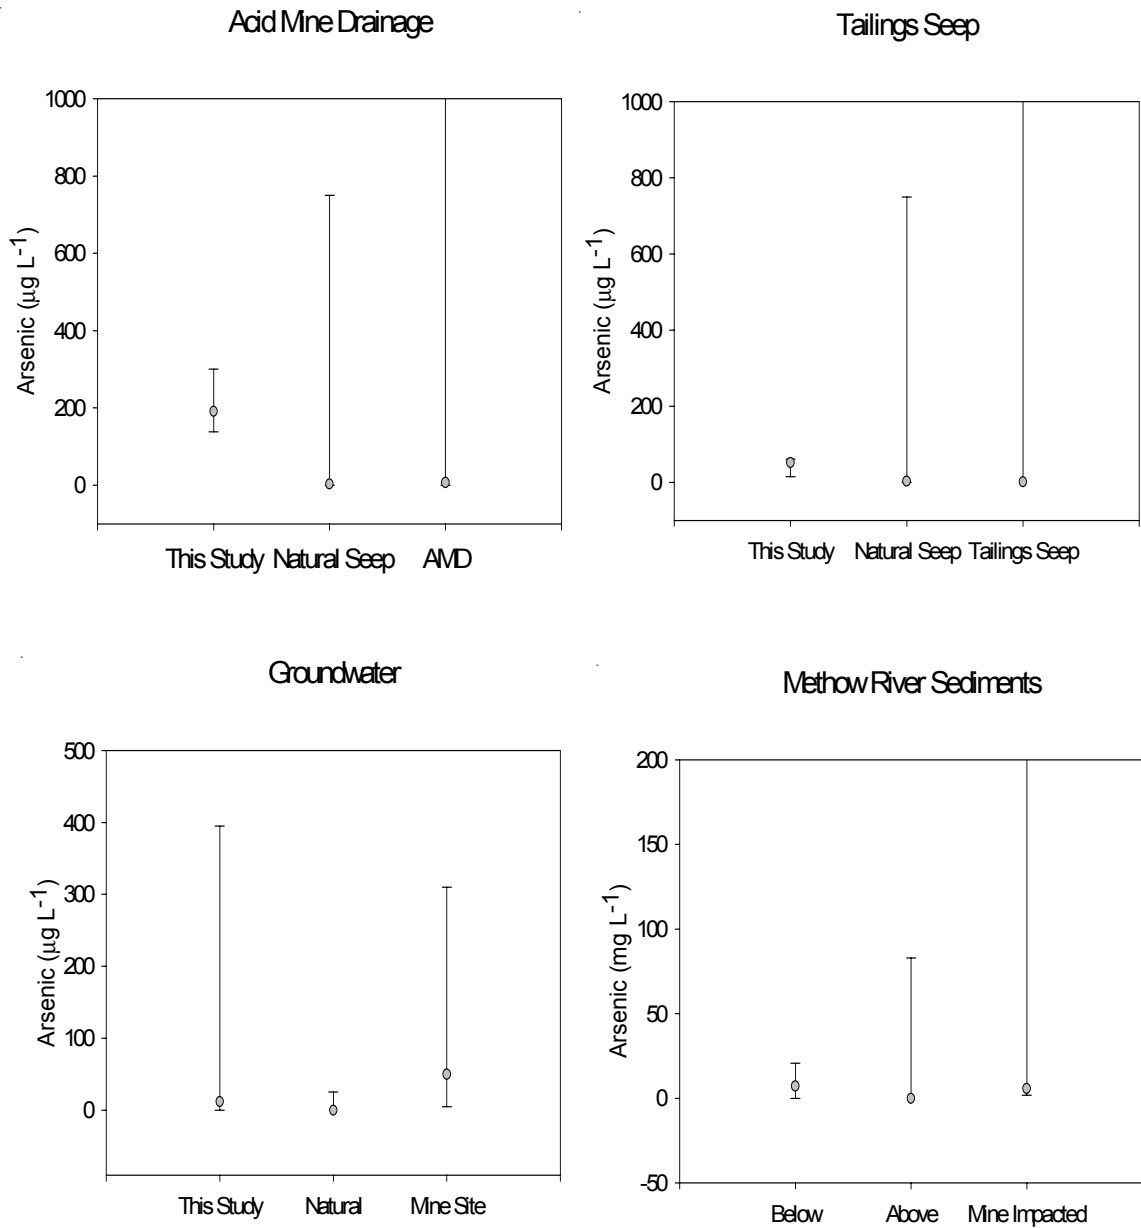 Acid Mine Drainage
1000
800
600
400
200
0
Arsenic (µg L-1)
This Study Natural Seep AMD
Tailings Seep
1000
800
600
400
200
0
Arsenic (µg L-1)
This Study Natural Seep Tailings Seep
Groundwater
500
400
300
200
100
0
Arsenic (µg L-1)
This Study Natural Mine Site
Methow River Sediments
200
150
100
50
0
-50
Arsenic (mg L-1)
Below Above Mine Impacted